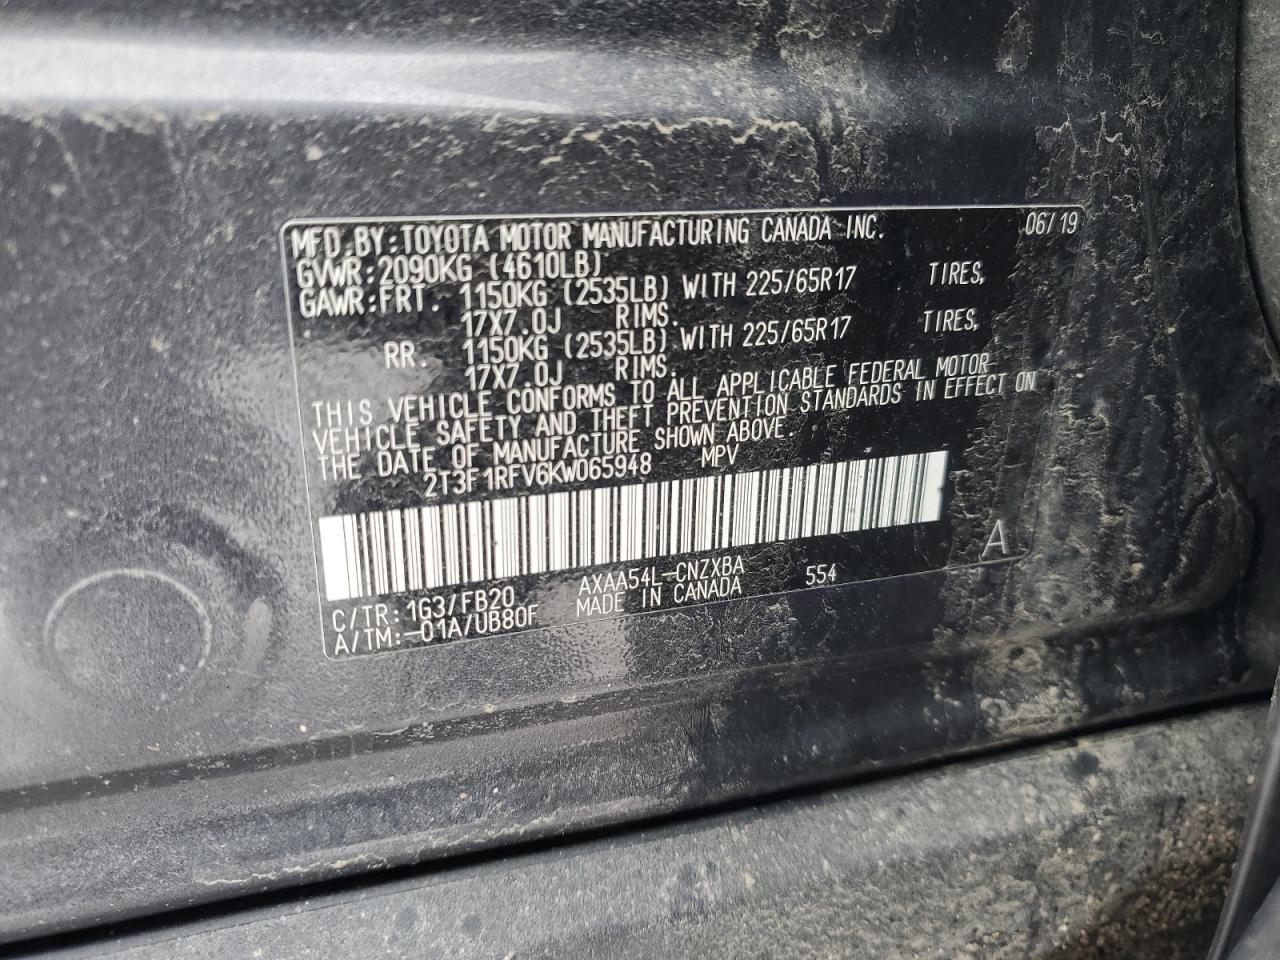 MFD.BY:TOYOTA MOTOR MANUFACTURING CANADA INC. 06/19
GVWR:2090KG (4610LB)
GAWR:FRT. 1150KG (2535LB) WITH 225/65R17 TIRES,
17X7.0J RIMS.
RR. 1150KG (2535LB) WITH 225/65R17 TIRES,
17X7.0J RIMS.
THIS VEHICLE CONFORMS TO ALL APPLICABLE FEDERAL MOTOR
VEHICLE SAFETY AND THEFT PREVENTION STANDARDS IN EFFECT ON
THE DATE OF MANUFACTURE SHOWN ABOVE.
2T3F1RFV6KW065948 MPV
A
C/TR:1G3/FB20 AXAA54L-CNZXBA 554
A/TM:-01A/UB80F MADE IN CANADA